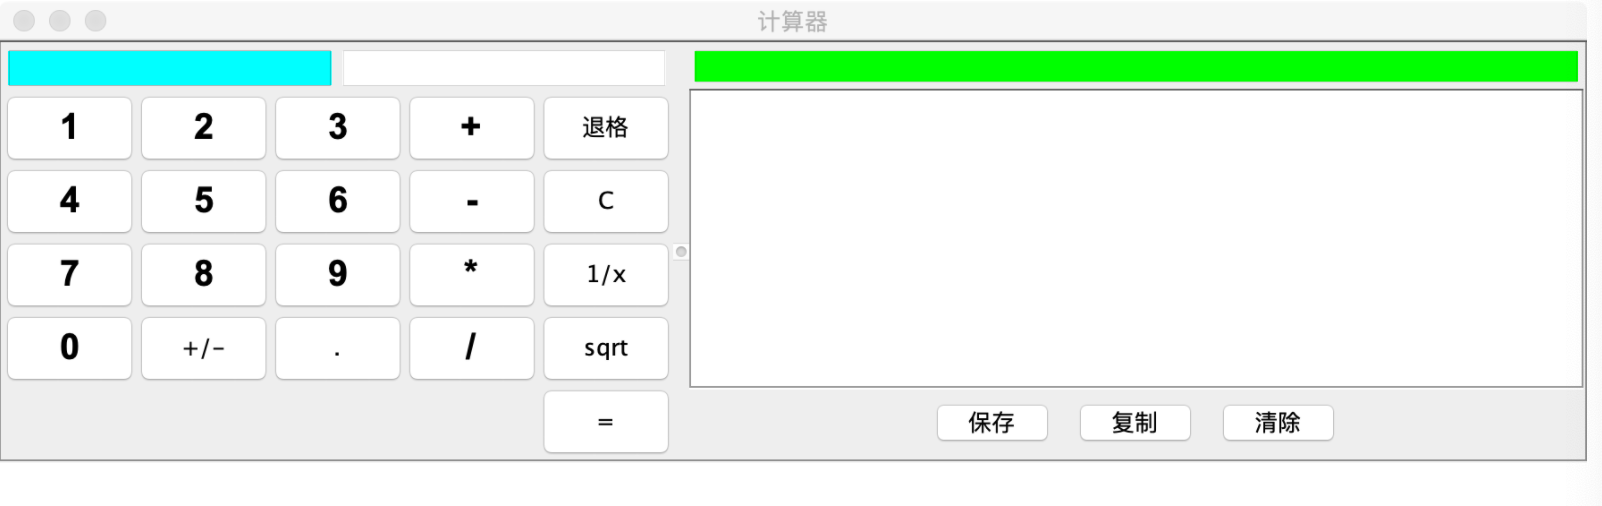 计算器
1 2 3 + 退格
4 5 6 - C
7 8 9 * 1/x
0 +/- . / sqrt
=
保存 复制 清除